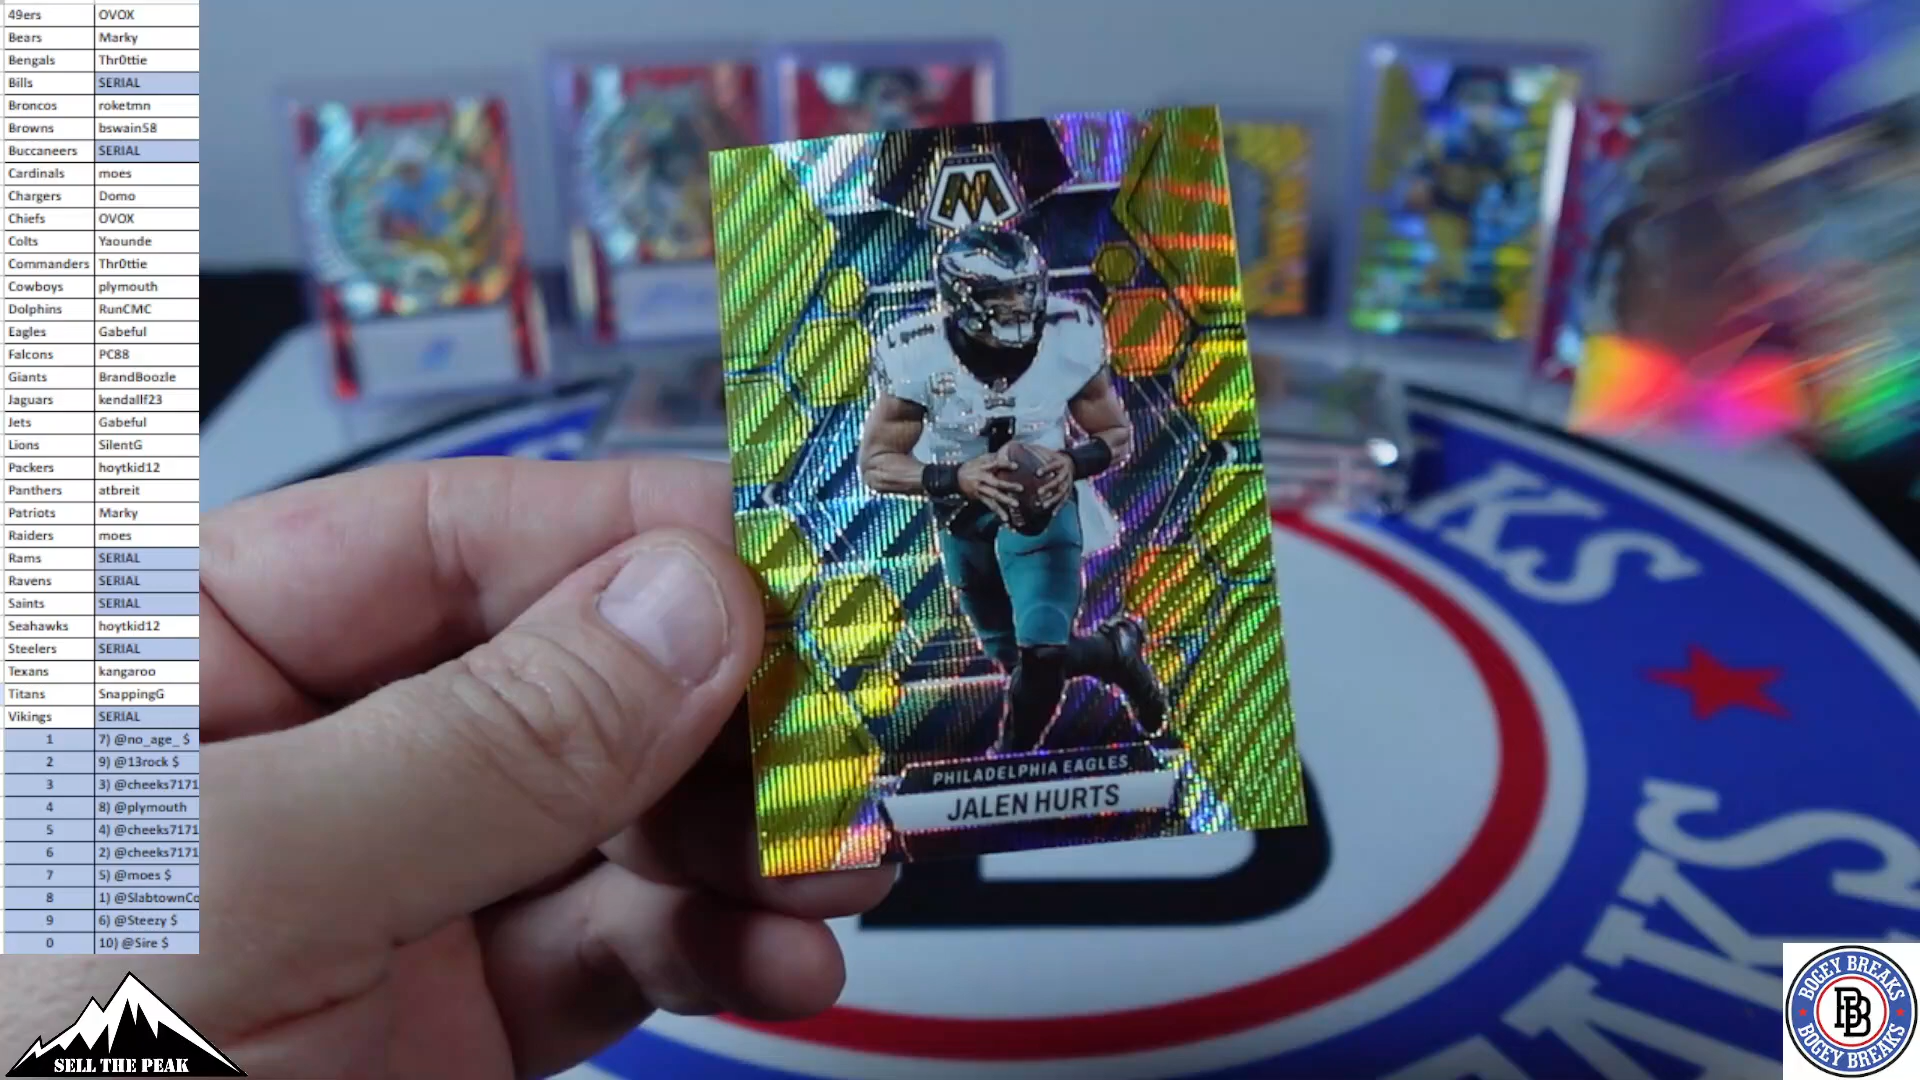 49ers OVOX
Bears Marky
Bengals Thr0ttie
Bills SERIAL
Broncos roketmn
Browns bswain58
Buccaneers SERIAL
Cardinals moes
Chargers Domo
Chiefs OVOX
Colts Yaounde
Commanders Thr0ttie
Cowboys plymouth
Dolphins RunCMC
Eagles Gabeful
Falcons PC88
Giants BrandBoozle
Jaguars kendallf23
Jets Gabeful
Lions SilentG
Packers hoytkid12
Panthers atbreit
Patriots Marky
Raiders moes
Rams SERIAL
Ravens SERIAL
Saints SERIAL
Seahawks hoytkid12
Steelers SERIAL
Texans kangaroo
Titans SnappingG
Vikings SERIAL
1 7) @no_age_ $
2 9) @13rock $
3 3) @cheeks7171
4 8) @plymouth
5 4) @cheeks7171
6 2) @cheeks7171
7 5) @moes $
8 1) @SlabtownCo
9 6) @Steezy $
0 10) @Sire $
SELL THE PEAK
MOSAIC
M
1
PHILADELPHIA EAGLES
JALEN HURTS
KS
BOGEY BREAKS
BB
BOGEY BREAKS